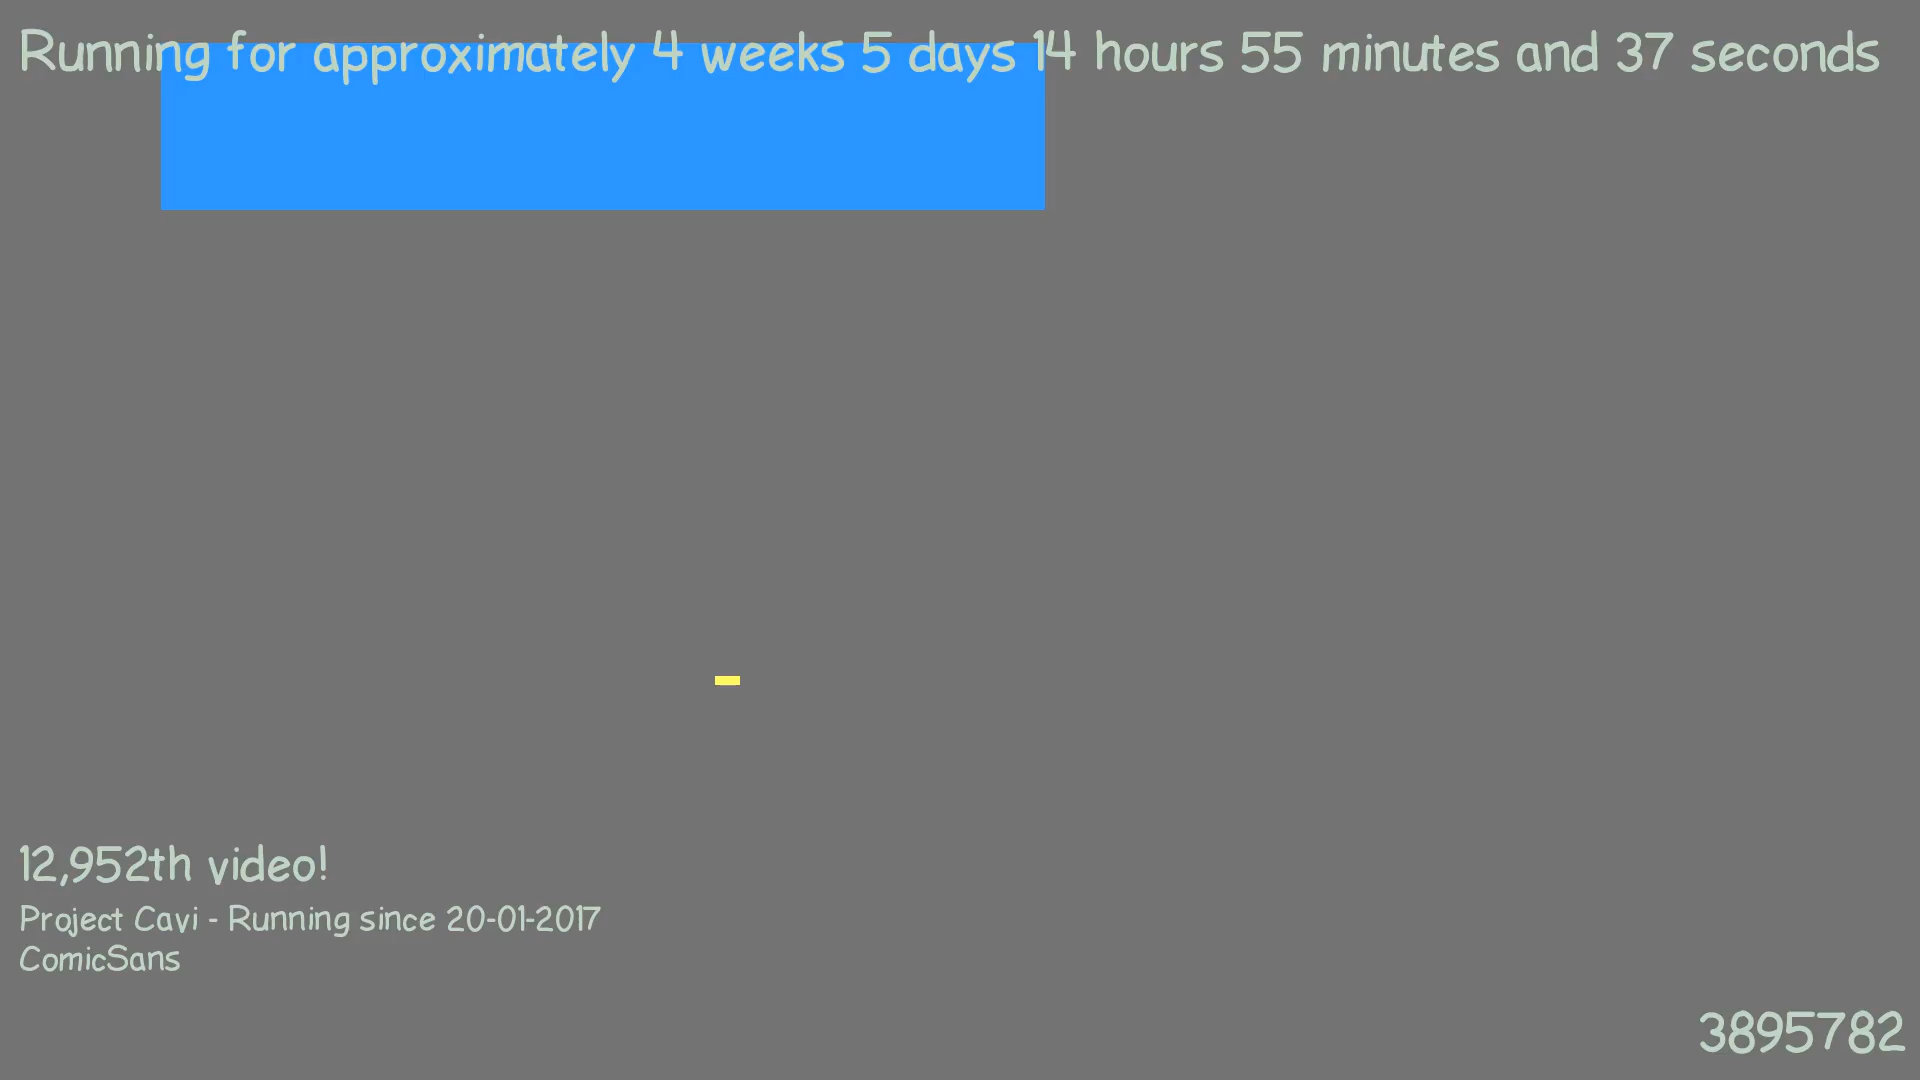 Running for approximately 4 weeks 5 days 14 hours 55 minutes and 37 seconds
12,952th video!
Project Cavi - Running since 20-01-2017
ComicSans
3895782